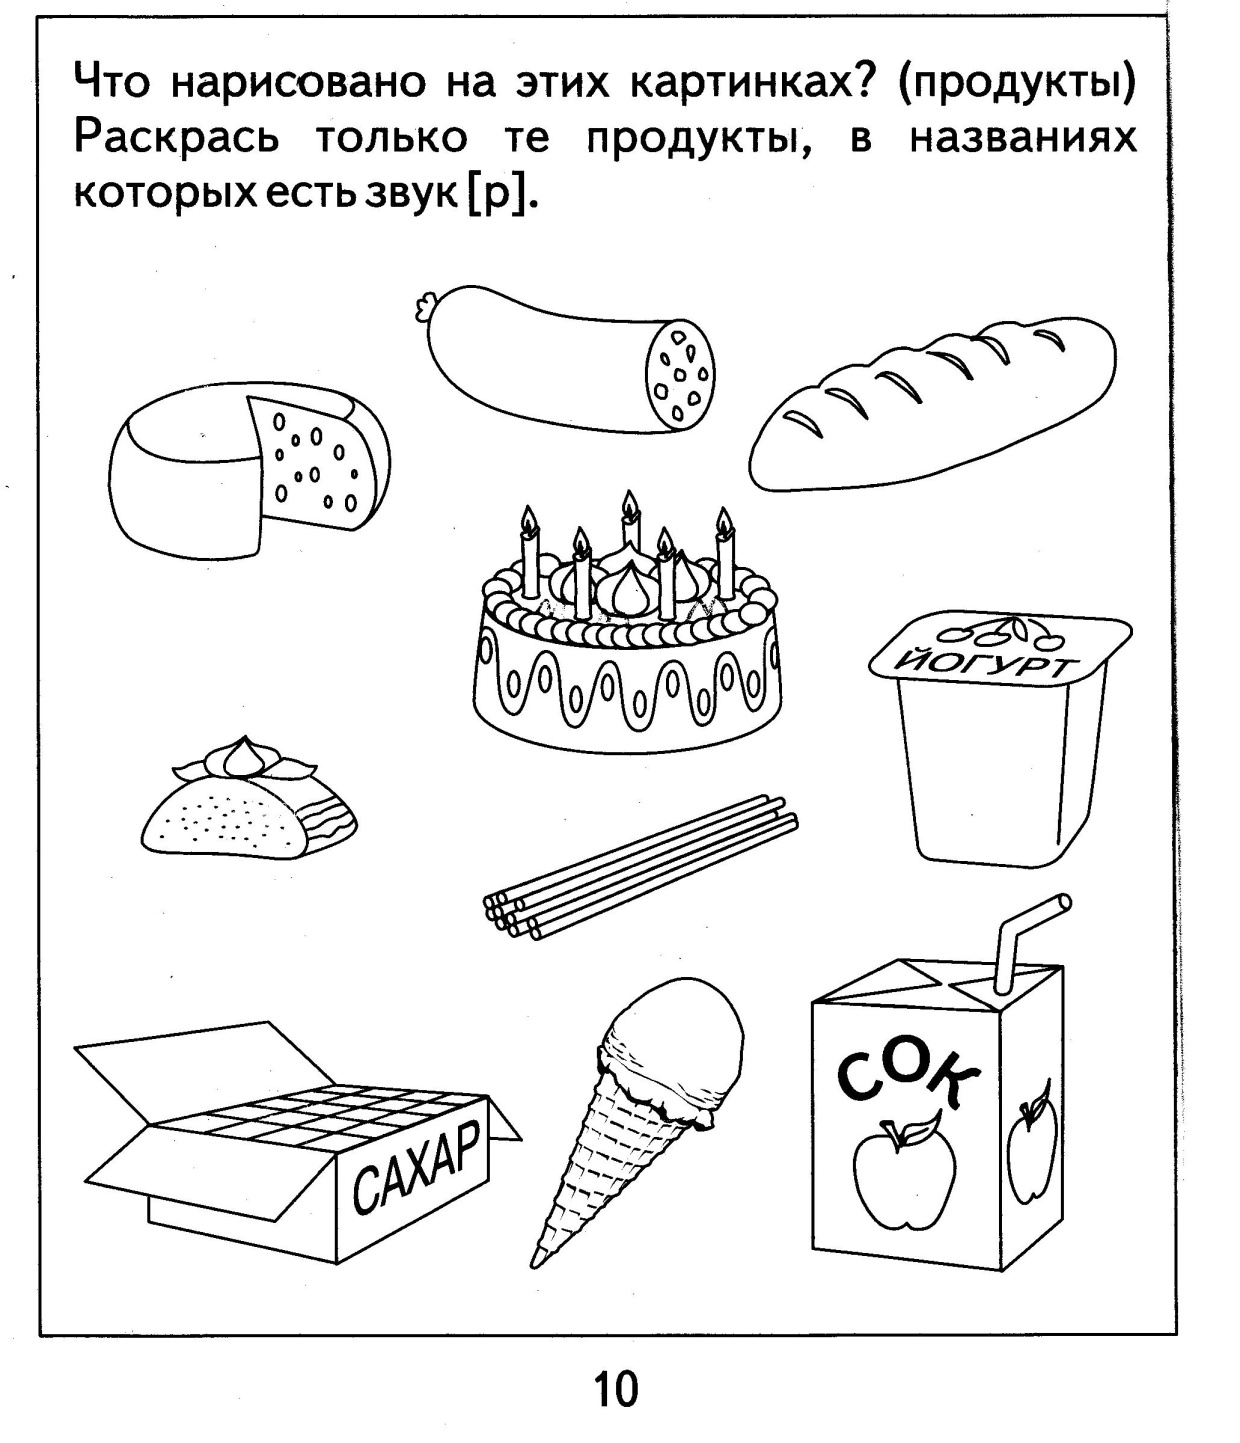 Что нарисовано на этих картинках? (продукты)
Раскрась только те продукты, в названиях
которых есть звук [р].
ЙОГУРТ
СОК
САХАР
10